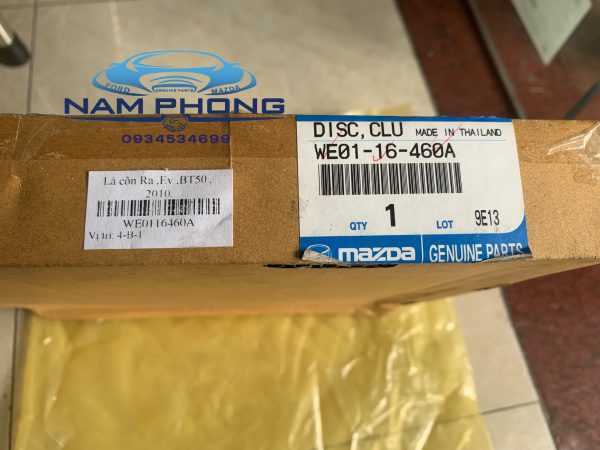 FORD
GENUINE PARTS
MAZDA
NAM PHONG
0934534699
DISC,CLU MADE IN THAILAND
WE01-16-460A
QTY 1 LOT 9E13
mazda GENUINE PARTS
Lá côn Ra ,Ev ,BT50 ,
2010.
WE0116460A
Vị trí: 4-B-1